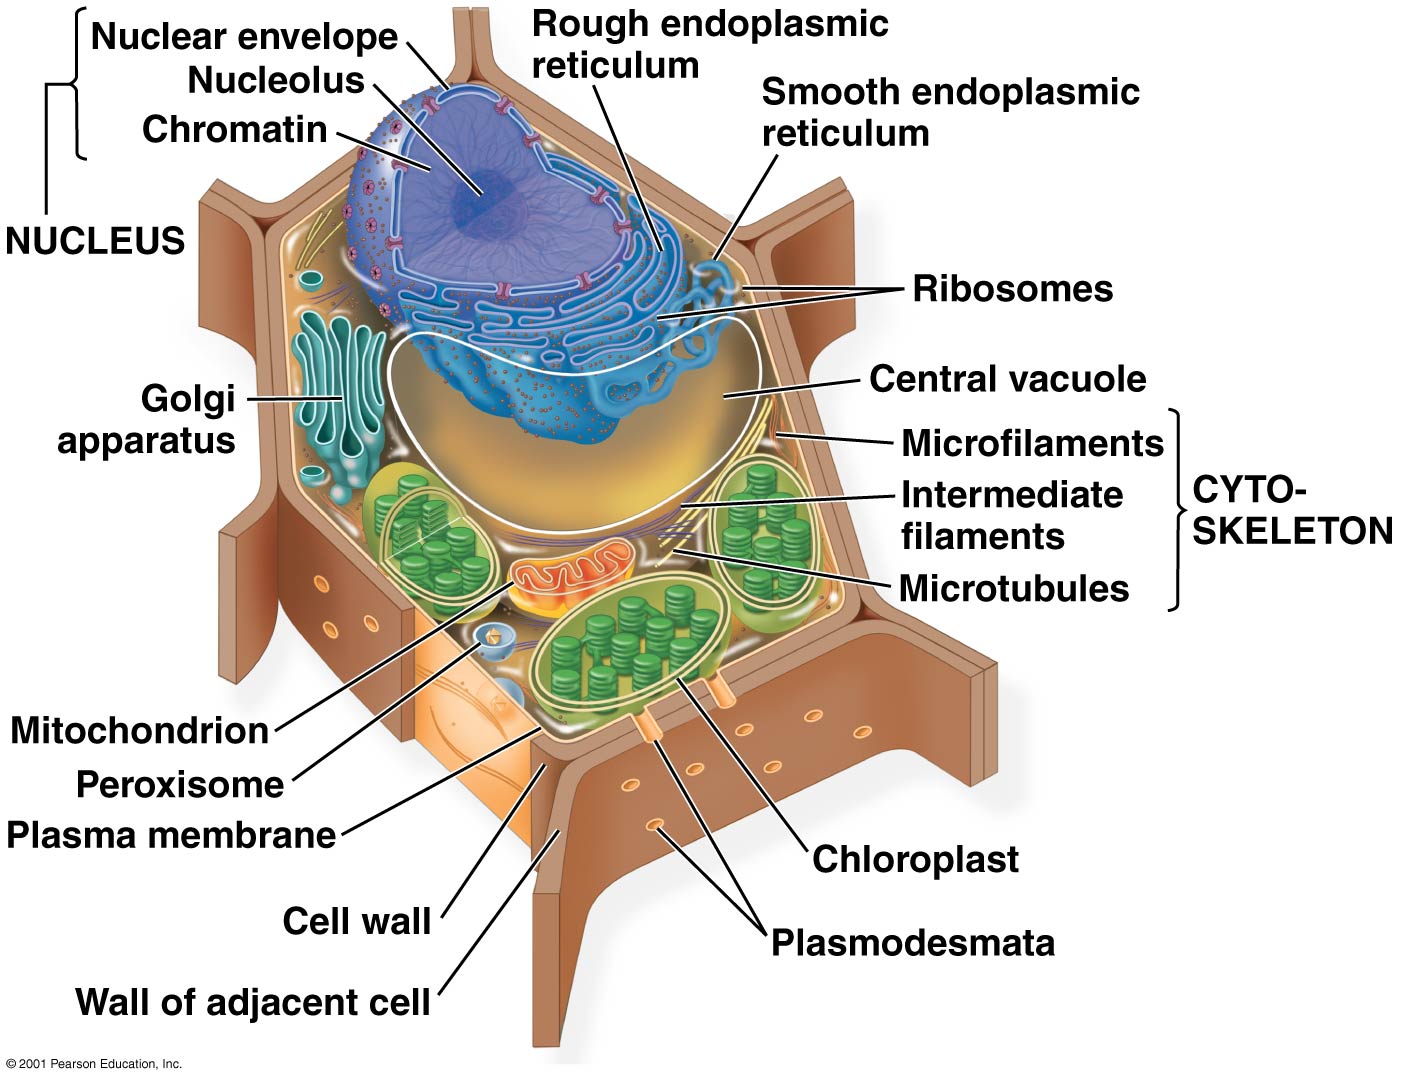 Nuclear envelope
Nucleolus
Chromatin
NUCLEUS
Rough endoplasmic
reticulum
Smooth endoplasmic
reticulum
Ribosomes
Central vacuole
Microfilaments
Intermediate
filaments
Microtubules
CYTO-
SKELETON
Golgi
apparatus
Mitochondrion
Peroxisome
Plasma membrane
Cell wall
Wall of adjacent cell
Chloroplast
Plasmodesmata
© 2001 Pearson Education, Inc.